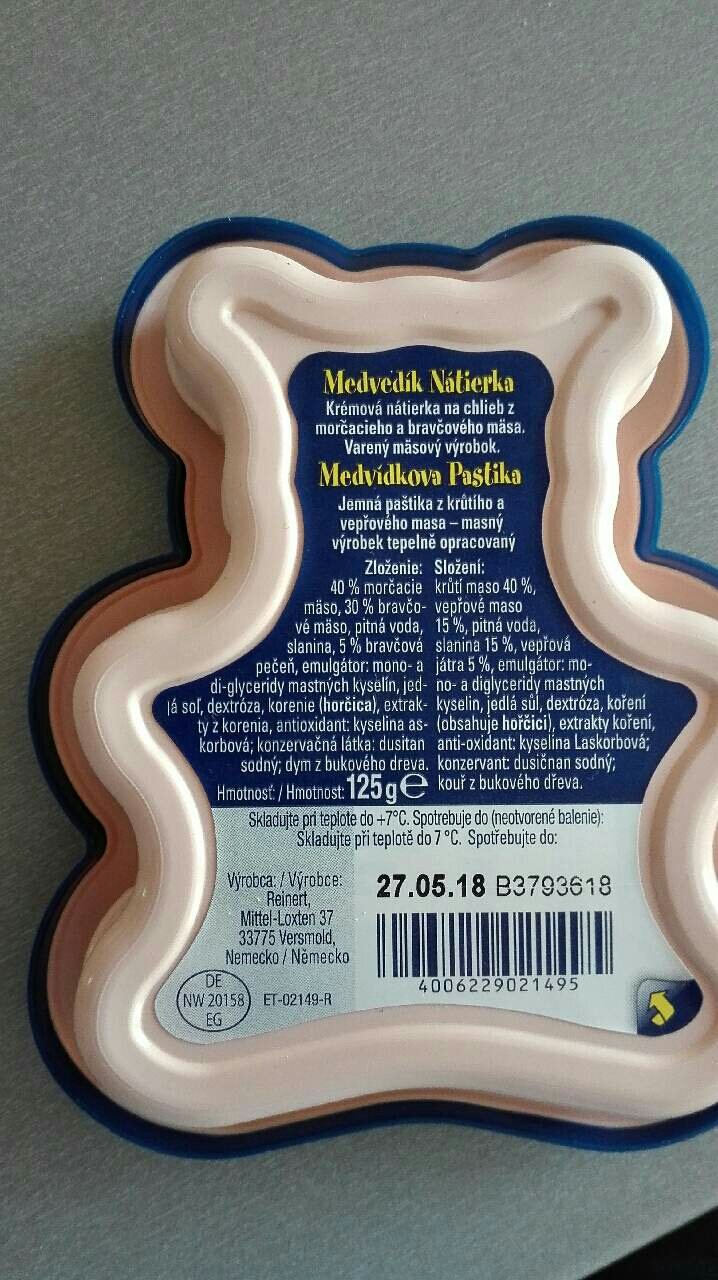 Medvedík Nátierka
Krémová nátierka na chlieb z
morčacieho a bravčového mäsa.
Varený mäsový výrobok.
Medvídkova Paštika
Jemná paštika z krůtího a
vepřového masa – masný
výrobek tepelně opracovaný
Zloženie:
40 % morčacie
mäso, 30 % bravčo-
vé mäso, pitná voda,
slanina, 5 % bravčová
pečeň, emulgátor: mono- a
di-glyceridy mastných kyselín, jed-
lá soľ, dextróza, korenie (horčica), extrak-
ty z korenia, antioxidant: kyselina as-
korbová; konzervačná látka: dusitan
sodný; dym z bukového dreva.
Složení:
krůtí maso 40 %,
vepřové maso
15 %, pitná voda,
slanina 15 %, vepřová
játra 5 %, emulgátor: mo-
no- a diglyceridy mastných
kyselin, jedlá sůl, dextróza, koření
(obsahuje hořčici), extrakty koření,
anti-oxidant: kyselina Laskorbová;
konzervant: dusičnan sodný;
kouř z bukového dřeva.
Hmotnosť: / Hmotnost: 125 g e
Skladujte pri teplote do +7°C. Spotrebuje do (neotvorené balenie):
Skladujte při teplotě do 7 °C. Spotřebujte do:
Výrobca: / Výrobce:
Reinert,
Mittel-Loxten 37
33775 Versmold,
Nemecko / Německo
27.05.18 B3793618
4006229021495
DE
NW 20158
EG
ET-02149-R